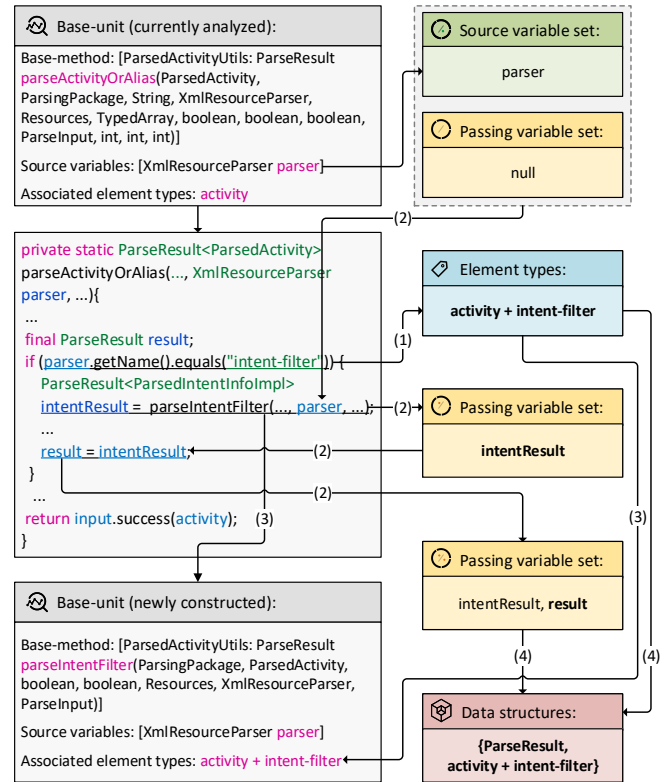 Base-unit (currently analyzed):
Base-method: [ParsedActivityUtils: ParseResult
parseActivityOrAlias(ParsedActivity,
ParsingPackage, String, XmlResourceParser,
Resources, TypedArray, boolean, boolean, boolean,
ParseInput, int, int, int)]
Source variables: [XmlResourceParser parser]
Associated element types: activity
Source variable set:
parser
Passing variable set:
null
(2)
private static ParseResult<ParsedActivity>
parseActivityOrAlias(..., XmlResourceParser
parser, ...){
...
final ParseResult result;
if (parser.getName().equals("intent-filter")) {
ParseResult<ParsedIntentInfoImpl>
intentResult = parseIntentFilter(..., parser, ...);
...
result = intentResult;
}
...
return input.success(activity);
}
(1)
Element types:
activity + intent-filter
(2)
Passing variable set:
intentResult
(2)
(2)
(3)
(3)
Passing variable set:
intentResult, result
(4)
(4)
Data structures:
{ParseResult,
activity + intent-filter}
Base-unit (newly constructed):
Base-method: [ParsedActivityUtils: ParseResult
parseIntentFilter(ParsingPackage, ParsedActivity,
boolean, boolean, Resources, XmlResourceParser,
ParseInput)]
Source variables: [XmlResourceParser parser]
Associated element types: activity + intent-filter